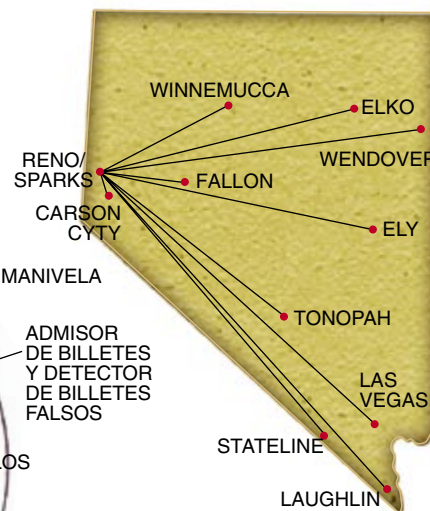 WINNEMUCCA
ELKO
WENDOVER
RENO/
SPARKS
FALLON
CARSON
CYTY
ELY
MANIVELA
TONOPAH
ADMISOR
DE BILLETES
Y DETECTOR
DE BILLETES
FALSOS
LAS
VEGAS
STATELINE
LOS
LAUGHLIN